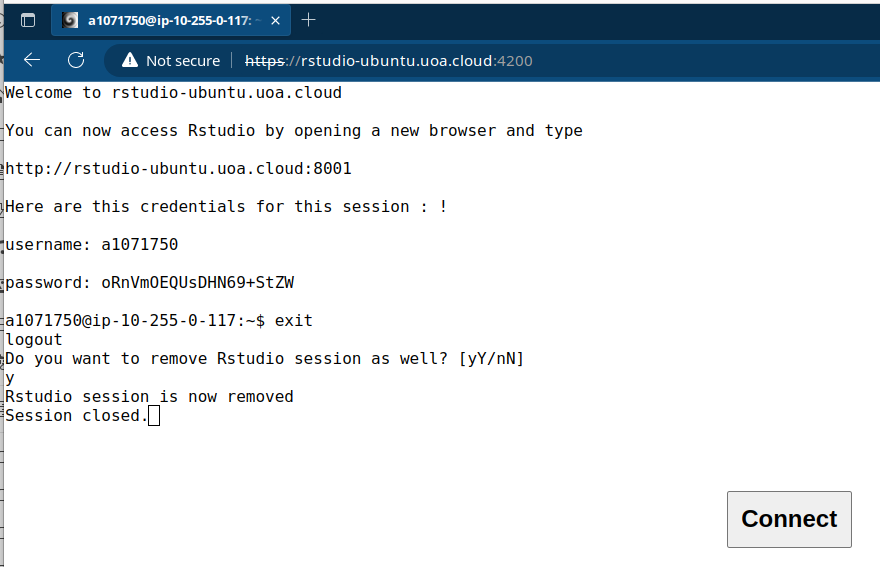 a1071750@ip-10-255-0-117: ~
Not secure
https://rstudio-ubuntu.uoa.cloud:4200
Welcome to rstudio-ubuntu.uoa.cloud
You can now access Rstudio by opening a new browser and type
http://rstudio-ubuntu.uoa.cloud:8001
Here are this credentials for this session : !
username: a1071750
password: oRnVmOEQUsDHN69+StZW
a1071750@ip-10-255-0-117:~$ exit
logout
Do you want to remove Rstudio session as well? [yY/nN]
y
Rstudio session is now removed
Session closed.
Connect